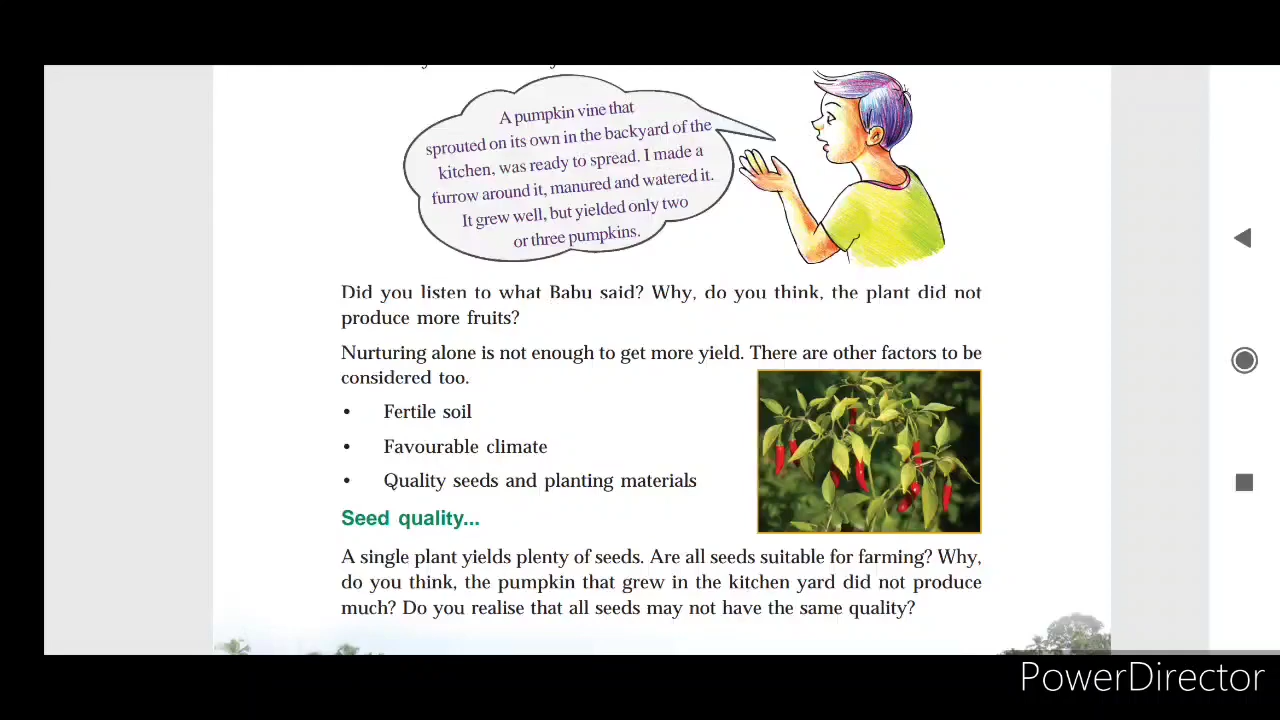 A pumpkin vine that
sprouted on its own in the backyard of the
kitchen, was ready to spread. I made a
furrow around it, manured and watered it.
It grew well, but yielded only two
or three pumpkins.
Did you listen to what Babu said? Why, do you think, the plant did not
produce more fruits?
Nurturing alone is not enough to get more yield. There are other factors to be
considered too.
• Fertile soil
• Favourable climate
• Quality seeds and planting materials
Seed quality...
A single plant yields plenty of seeds. Are all seeds suitable for farming? Why,
do you think, the pumpkin that grew in the kitchen yard did not produce
much? Do you realise that all seeds may not have the same quality?
PowerDirector